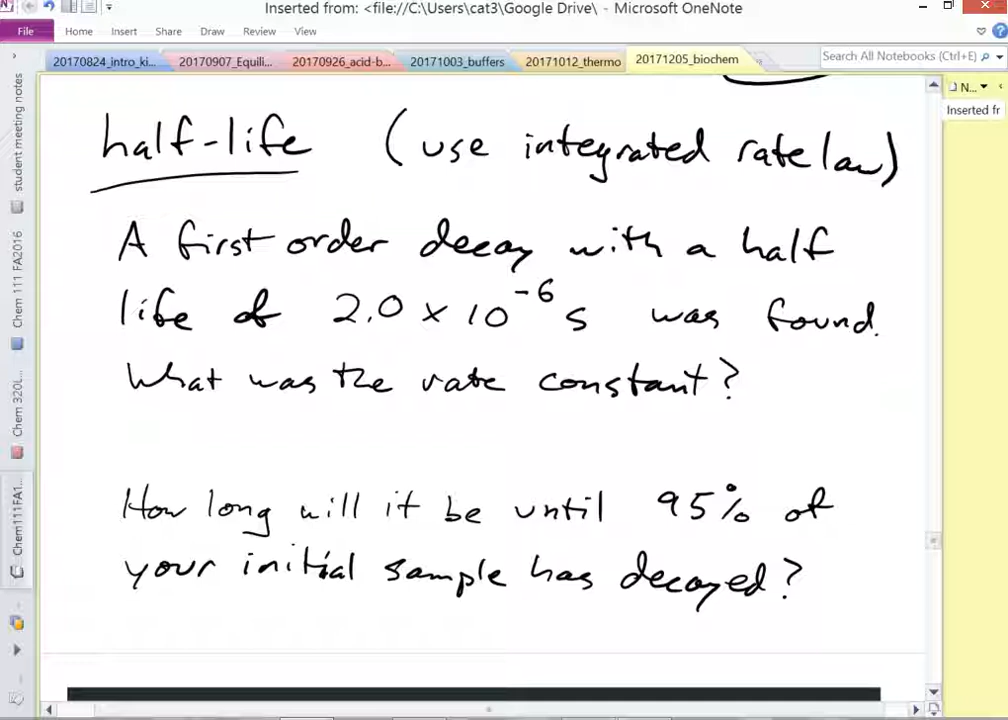 Inserted from: <file://C:\Users\cat3\Google Drive\ - Microsoft OneNote
File Home Insert Share Draw Review View
20170824_intro_ki... 20170907_Equili... 20170926_acid-b... 20171003_buffers 20171012_thermo 20171205_biochem Search All Notebooks (Ctrl+E)
N...
Inserted fr
student meeting notes
Chem 111 FA2016
Chem 320L
Chem111FA1
half-life (use integrated rate law)
A first order decay with a half
life of 2.0 x 10⁻⁶ s was found.
What was the rate constant?
How long will it be until 95% of
your initial sample has decayed?